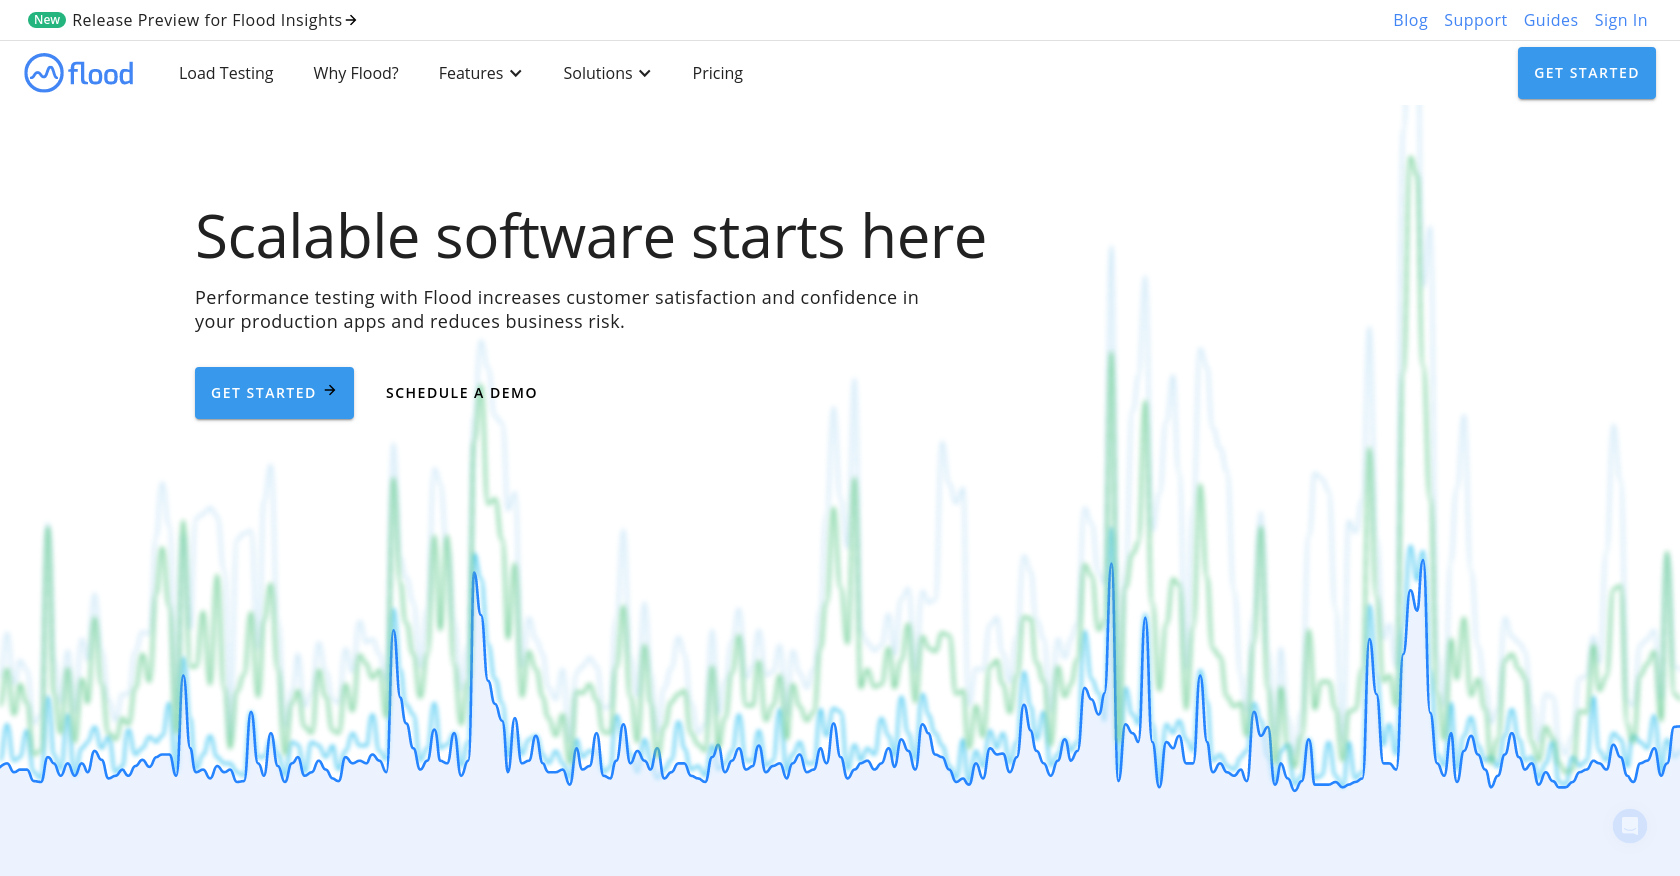 New Release Preview for Flood Insights
Blog Support Guides Sign In
flood
Load Testing Why Flood? Features Solutions Pricing
GET STARTED
Scalable software starts here
Performance testing with Flood increases customer satisfaction and confidence in
your production apps and reduces business risk.
GET STARTED
SCHEDULE A DEMO